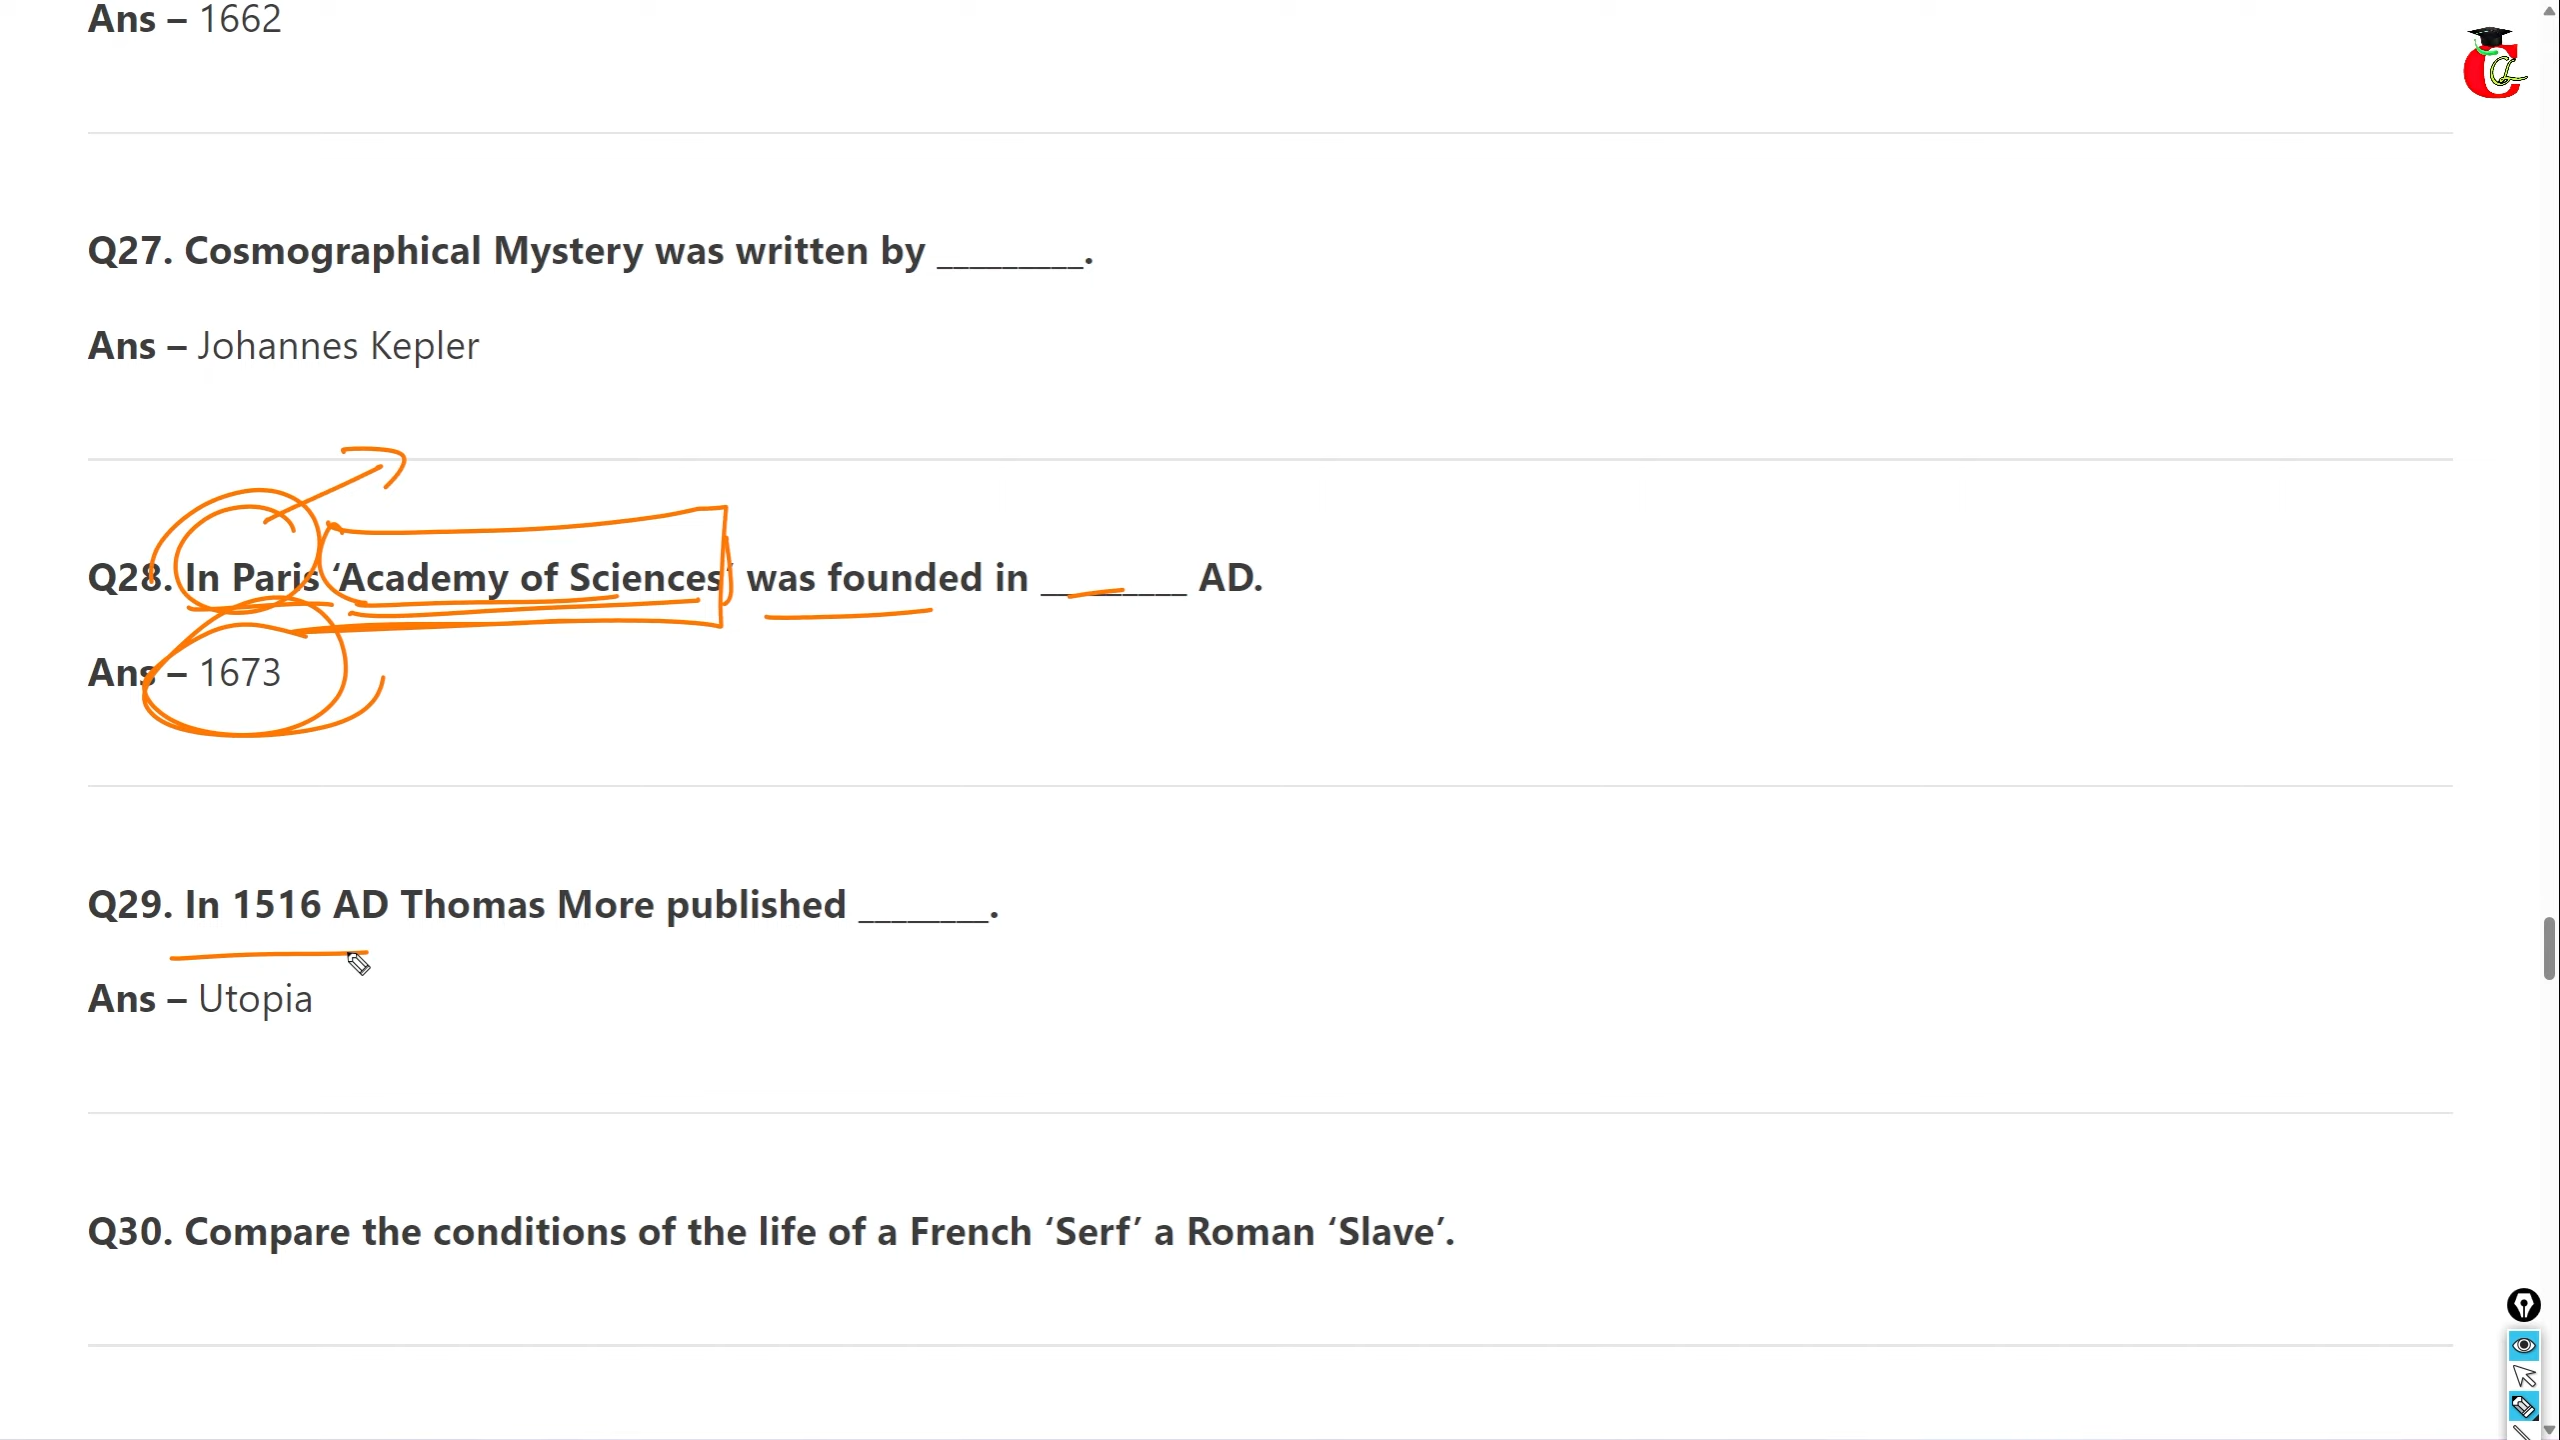 Ans – 1662
Q27. Cosmographical Mystery was written by _________.
Ans – Johannes Kepler
Q28. In Paris ‘Academy of Sciences’ was founded in _________ AD.
Ans – 1673
Q29. In 1516 AD Thomas More published ________.
Ans – Utopia
Q30. Compare the conditions of the life of a French ‘Serf’ a Roman ‘Slave’.